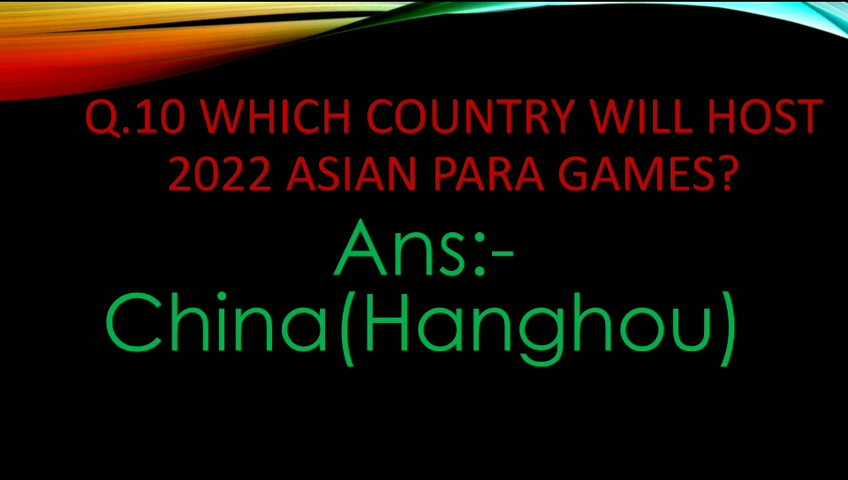 Q.10 WHICH COUNTRY WILL HOST
2022 ASIAN PARA GAMES?
Ans:-
China(Hanghou)